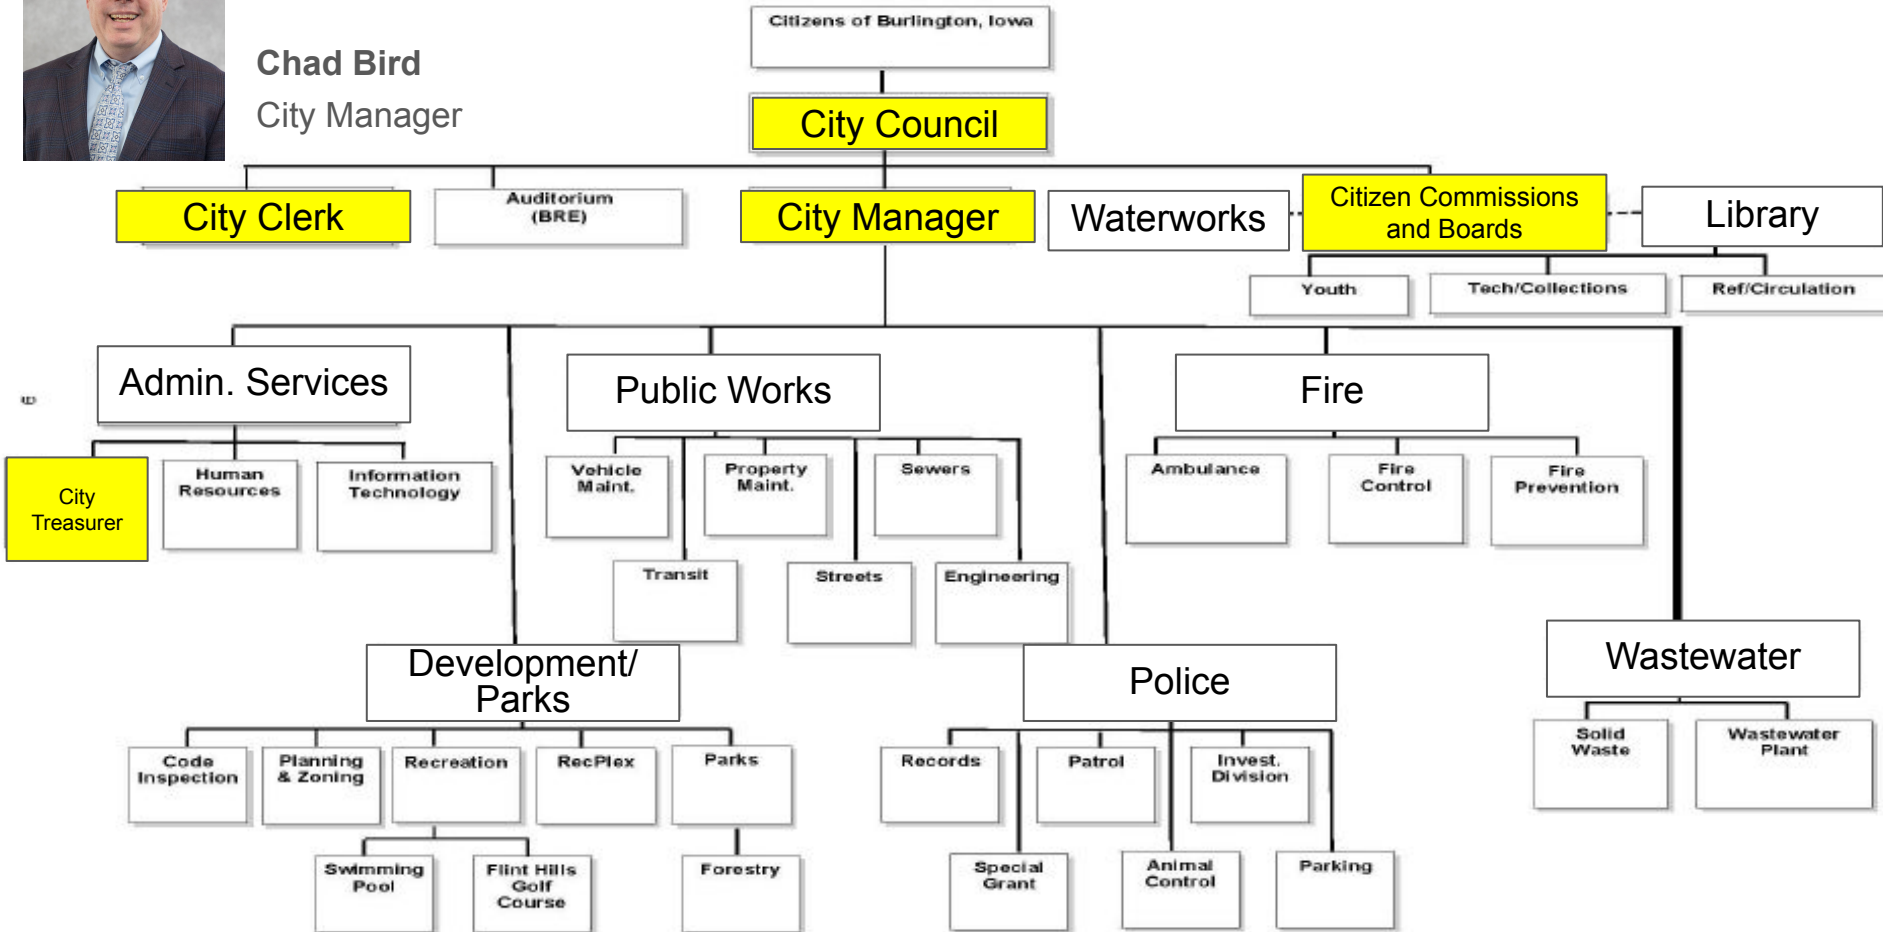 Citizens of Burlington, Iowa
Chad Bird
City Manager
City Council
City Clerk
Auditorium
(BRE)
City Manager
Waterworks
Citizen Commissions
and Boards
Library
Youth
Tech/Collections
Ref/Circulation
Admin. Services
Public Works
Fire
City
Treasurer
Human
Resources
Information
Technology
Vehicle
Maint.
Property
Maint.
Sewers
Transit
Streets
Engineering
Ambulance
Fire
Control
Fire
Prevention
Development/
Parks
Police
Wastewater
Code
Inspection
Planning
& Zoning
Recreation
RecPlex
Parks
Swimming
Pool
Flint Hills
Golf
Course
Forestry
Records
Patrol
Invest.
Division
Special
Grant
Animal
Control
Parking
Solid
Waste
Wastewater
Plant